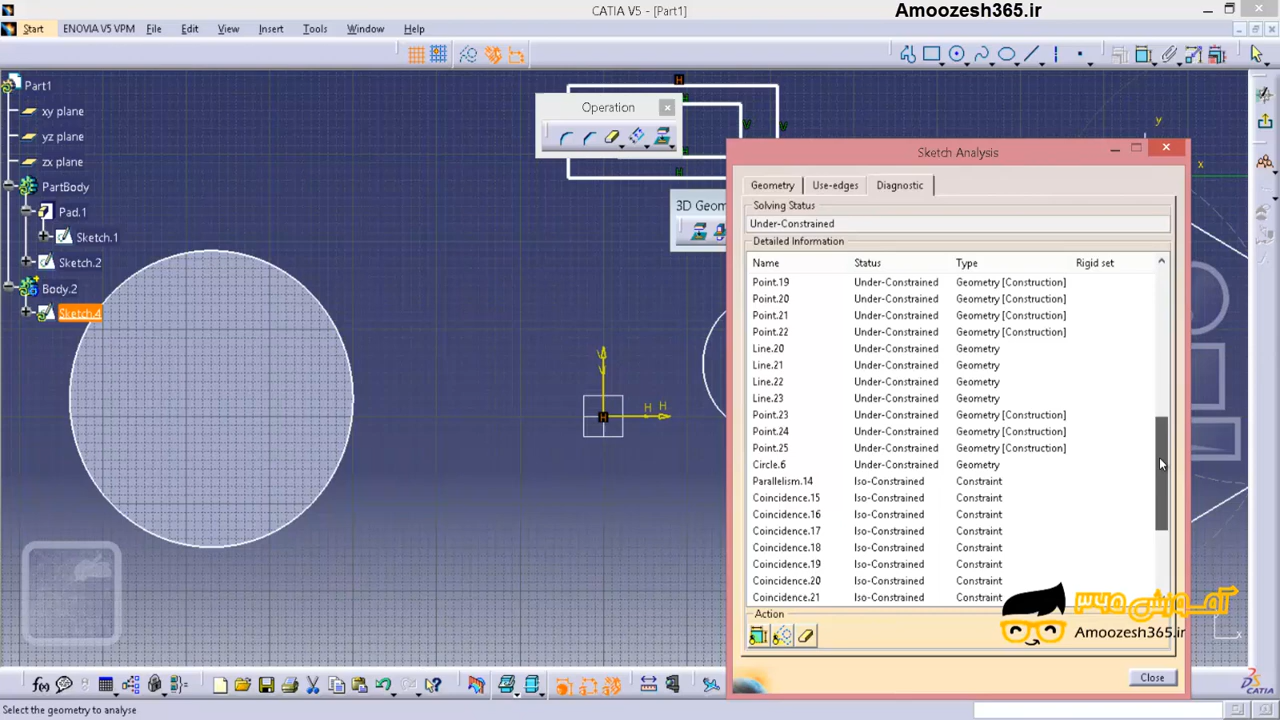 CATIA V5 - [Part1]
Amoozesh365.ir
Start
ENOVIA V5 VPM
File
Edit
View
Insert
Tools
Window
Help
Part1
xy plane
yz plane
zx plane
PartBody
Pad.1
Sketch.1
Sketch.2
Body.2
Sketch.4
Operation
3D Geom
H
H
V
V
H
V
H
H
H
y
x
Sketch Analysis
Geometry
Use-edges
Diagnostic
Solving Status
Under-Constrained
Detailed Information
Name Status Type Rigid set
Point.19 Under-Constrained Geometry [Construction]
Point.20 Under-Constrained Geometry [Construction]
Point.21 Under-Constrained Geometry [Construction]
Point.22 Under-Constrained Geometry [Construction]
Line.20 Under-Constrained Geometry
Line.21 Under-Constrained Geometry
Line.22 Under-Constrained Geometry
Line.23 Under-Constrained Geometry
Point.23 Under-Constrained Geometry [Construction]
Point.24 Under-Constrained Geometry [Construction]
Point.25 Under-Constrained Geometry [Construction]
Circle.6 Under-Constrained Geometry
Parallelism.14 Iso-Constrained Constraint
Coincidence.15 Iso-Constrained Constraint
Coincidence.16 Iso-Constrained Constraint
Coincidence.17 Iso-Constrained Constraint
Coincidence.18 Iso-Constrained Constraint
Coincidence.19 Iso-Constrained Constraint
Coincidence.20 Iso-Constrained Constraint
Coincidence.21 Iso-Constrained Constraint
Action
آموزش ۳۶۵
Amoozesh365.ir
Close
f(x)
CATIA
Select the geometry to analyse